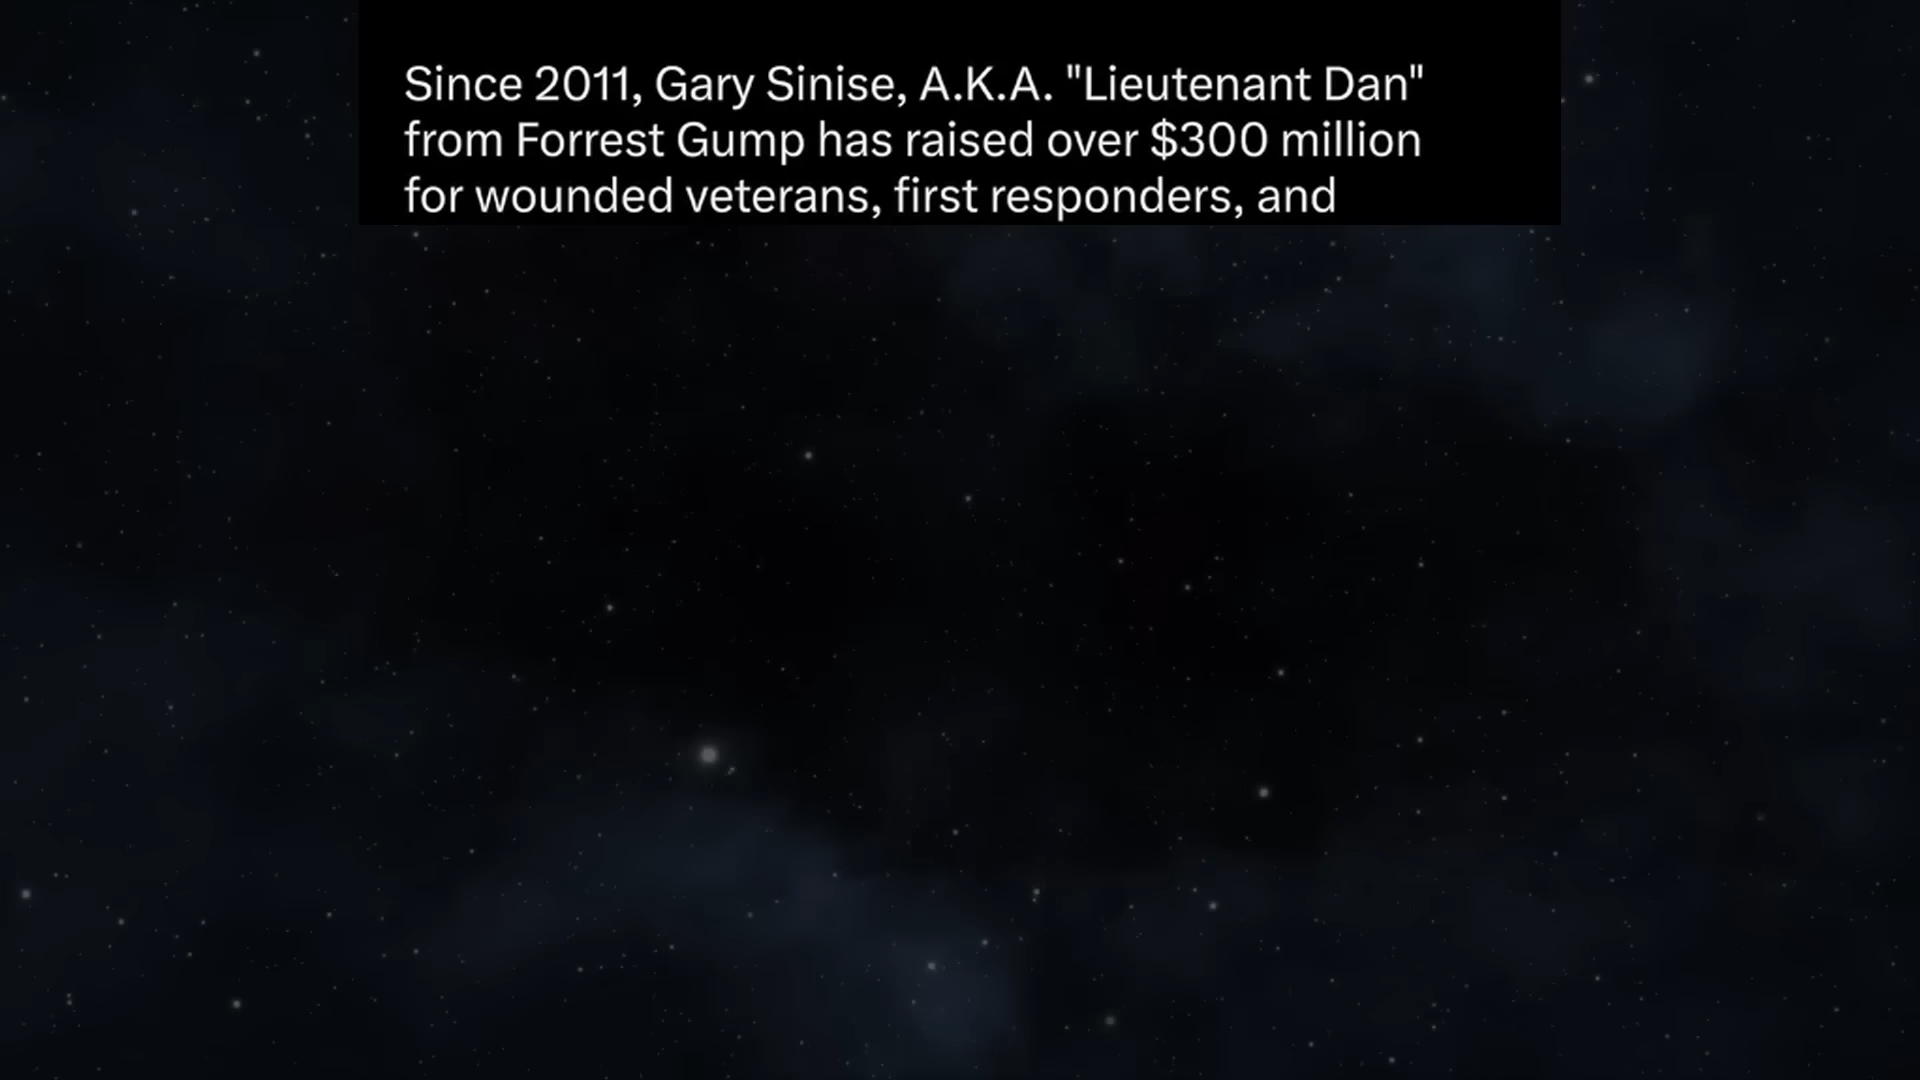 Since 2011, Gary Sinise, A.K.A. "Lieutenant Dan"
from Forrest Gump has raised over $300 million
for wounded veterans, first responders, and